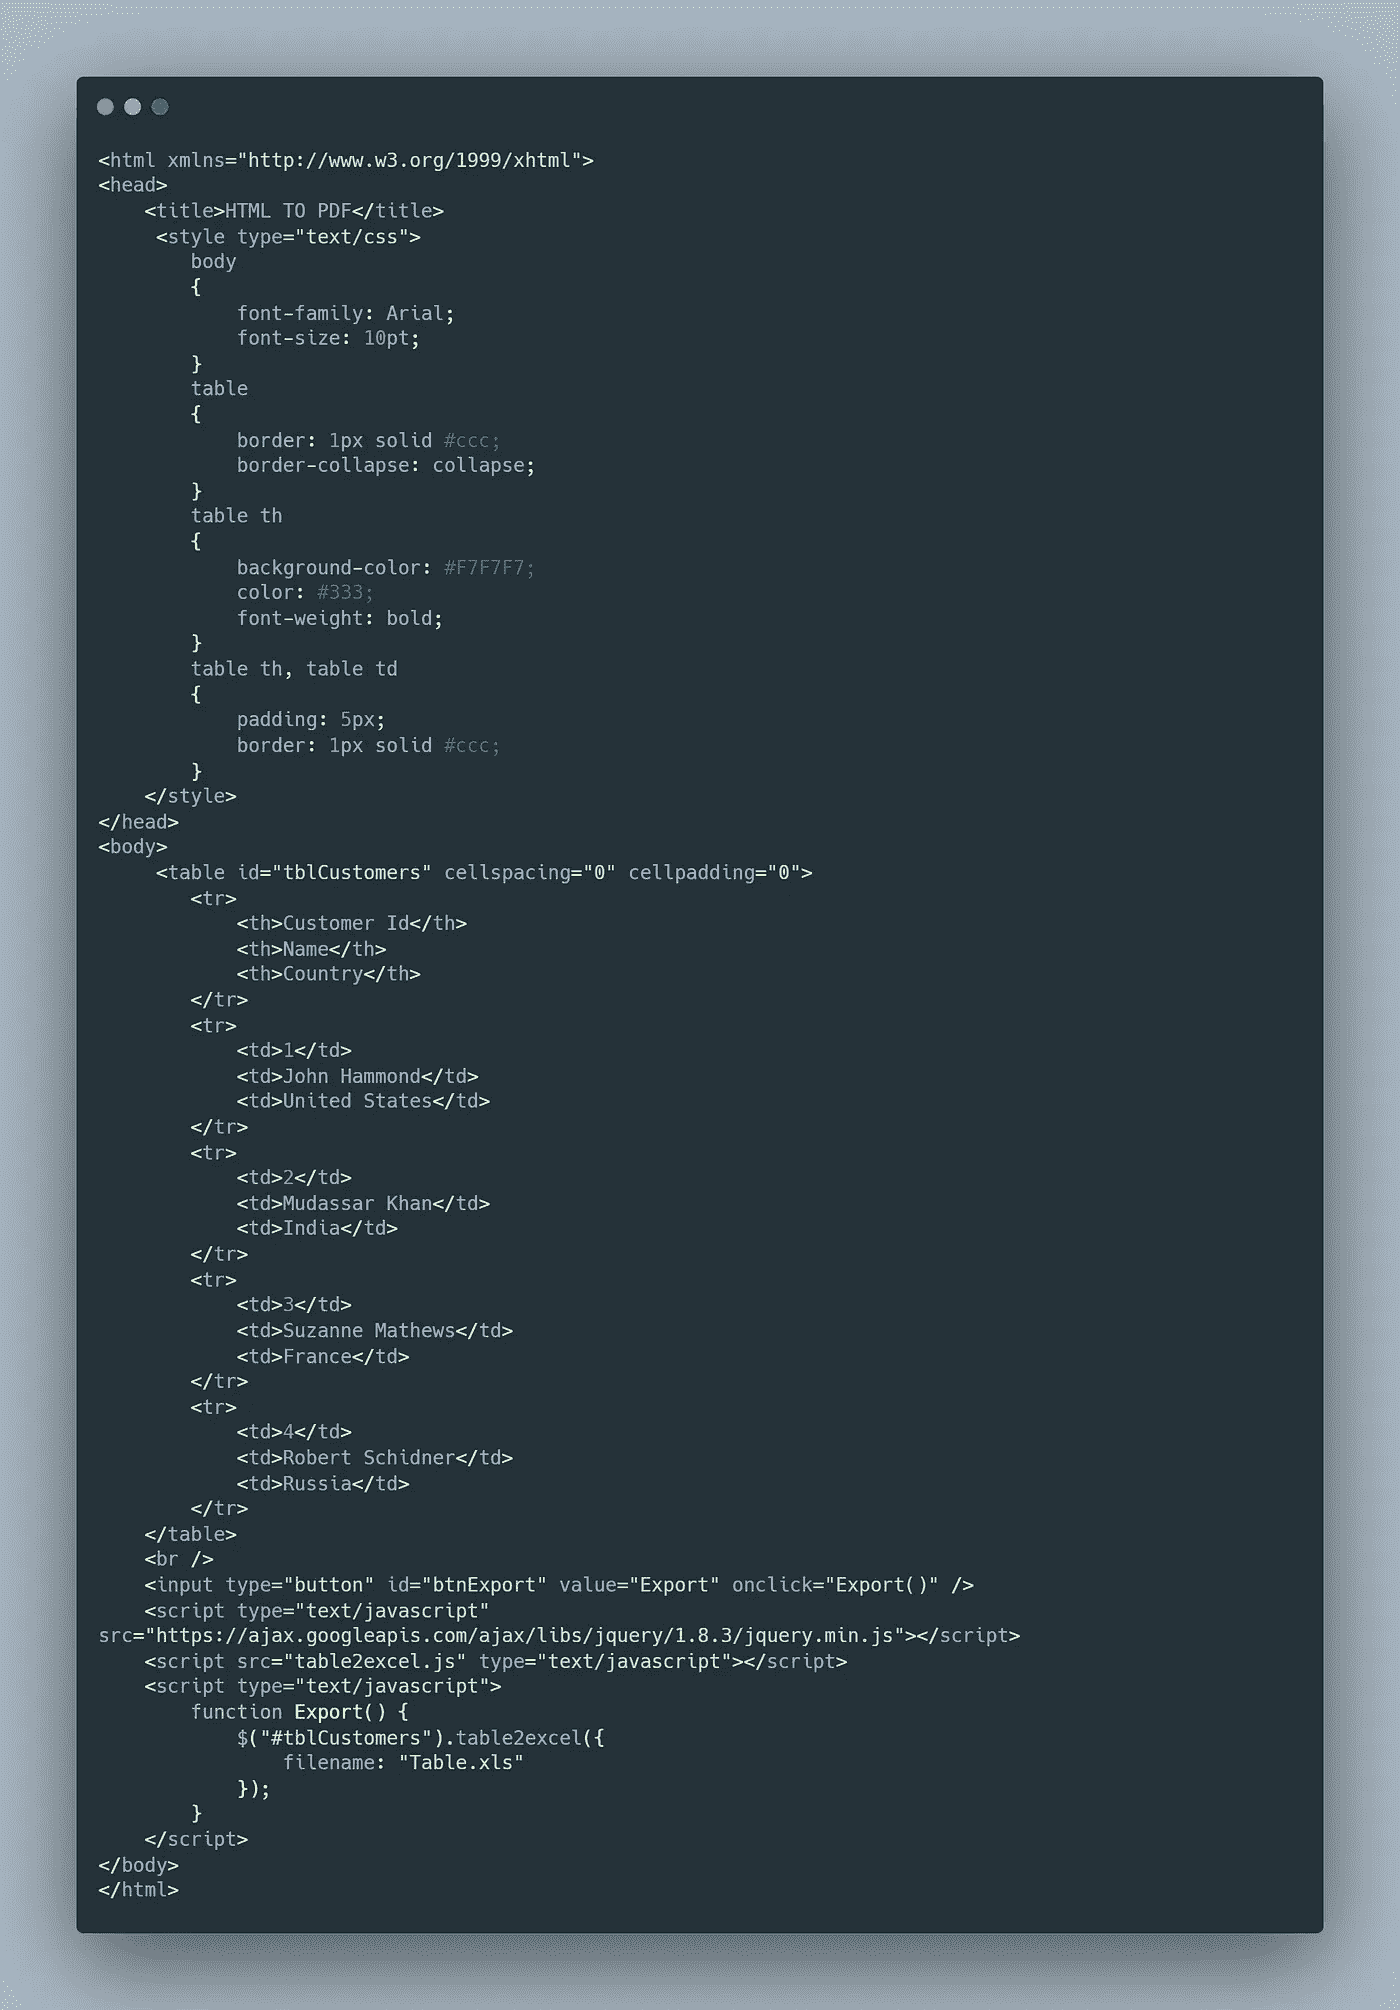 <html xmlns="http://www.w3.org/1999/xhtml">
<head>
    <title>HTML TO PDF</title>
     <style type="text/css">
        body
        {
            font-family: Arial;
            font-size: 10pt;
        }
        table
        {
            border: 1px solid #ccc;
            border-collapse: collapse;
        }
        table th
        {
            background-color: #F7F7F7;
            color: #333;
            font-weight: bold;
        }
        table th, table td
        {
            padding: 5px;
            border: 1px solid #ccc;
        }
    </style>
</head>
<body>
     <table id="tblCustomers" cellspacing="0" cellpadding="0">
        <tr>
            <th>Customer Id</th>
            <th>Name</th>
            <th>Country</th>
        </tr>
        <tr>
            <td>1</td>
            <td>John Hammond</td>
            <td>United States</td>
        </tr>
        <tr>
            <td>2</td>
            <td>Mudassar Khan</td>
            <td>India</td>
        </tr>
        <tr>
            <td>3</td>
            <td>Suzanne Mathews</td>
            <td>France</td>
        </tr>
        <tr>
            <td>4</td>
            <td>Robert Schidner</td>
            <td>Russia</td>
        </tr>
    </table>
    <br />
    <input type="button" id="btnExport" value="Export" onclick="Export()" />
    <script type="text/javascript"
src="https://ajax.googleapis.com/ajax/libs/jquery/1.8.3/jquery.min.js"></script>
    <script src="table2excel.js" type="text/javascript"></script>
    <script type="text/javascript">
        function Export() {
            $("#tblCustomers").table2excel({
                filename: "Table.xls"
            });
        }
    </script>
</body>
</html>